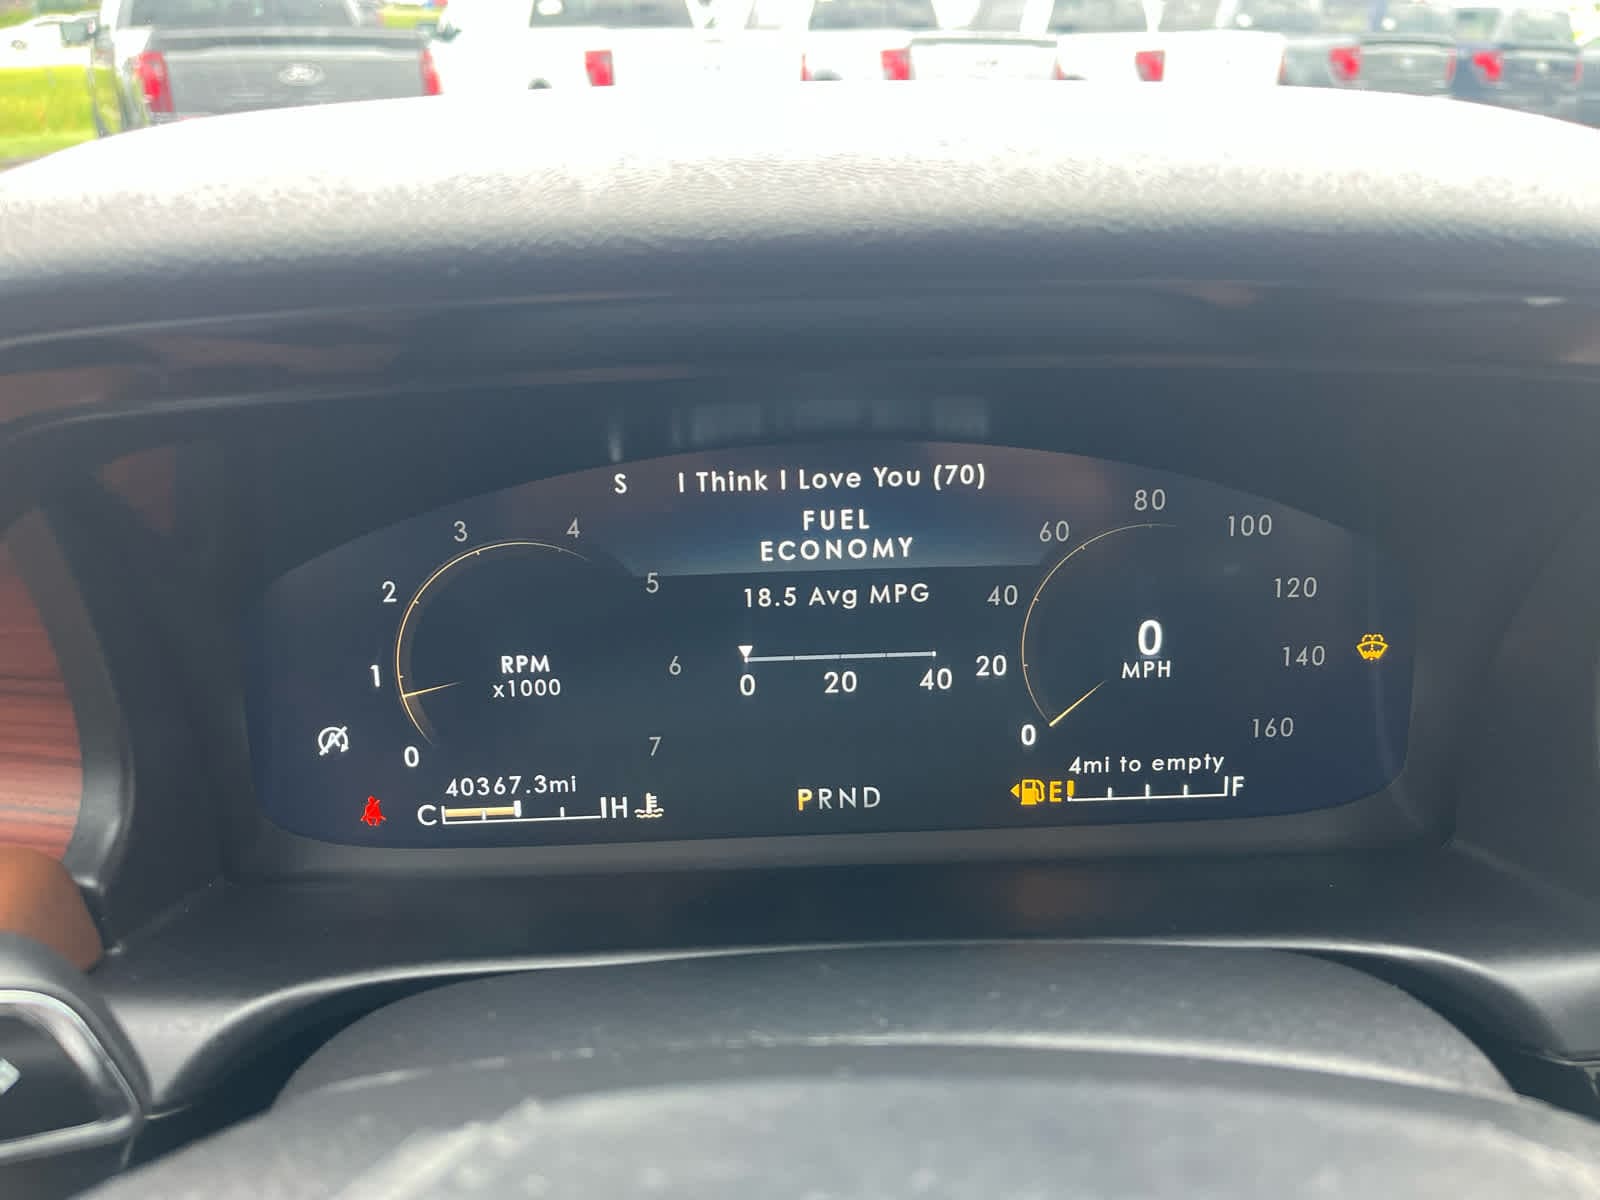 S I Think I Love You (70)
FUEL
ECONOMY
18.5 Avg MPG
0 20 40
0 1 2 3 4 5 6 7
RPM
x1000
0 20 40 60 80 100 120 140 160
0
MPH
40367.3mi
C H
PRND
4mi to empty
E F